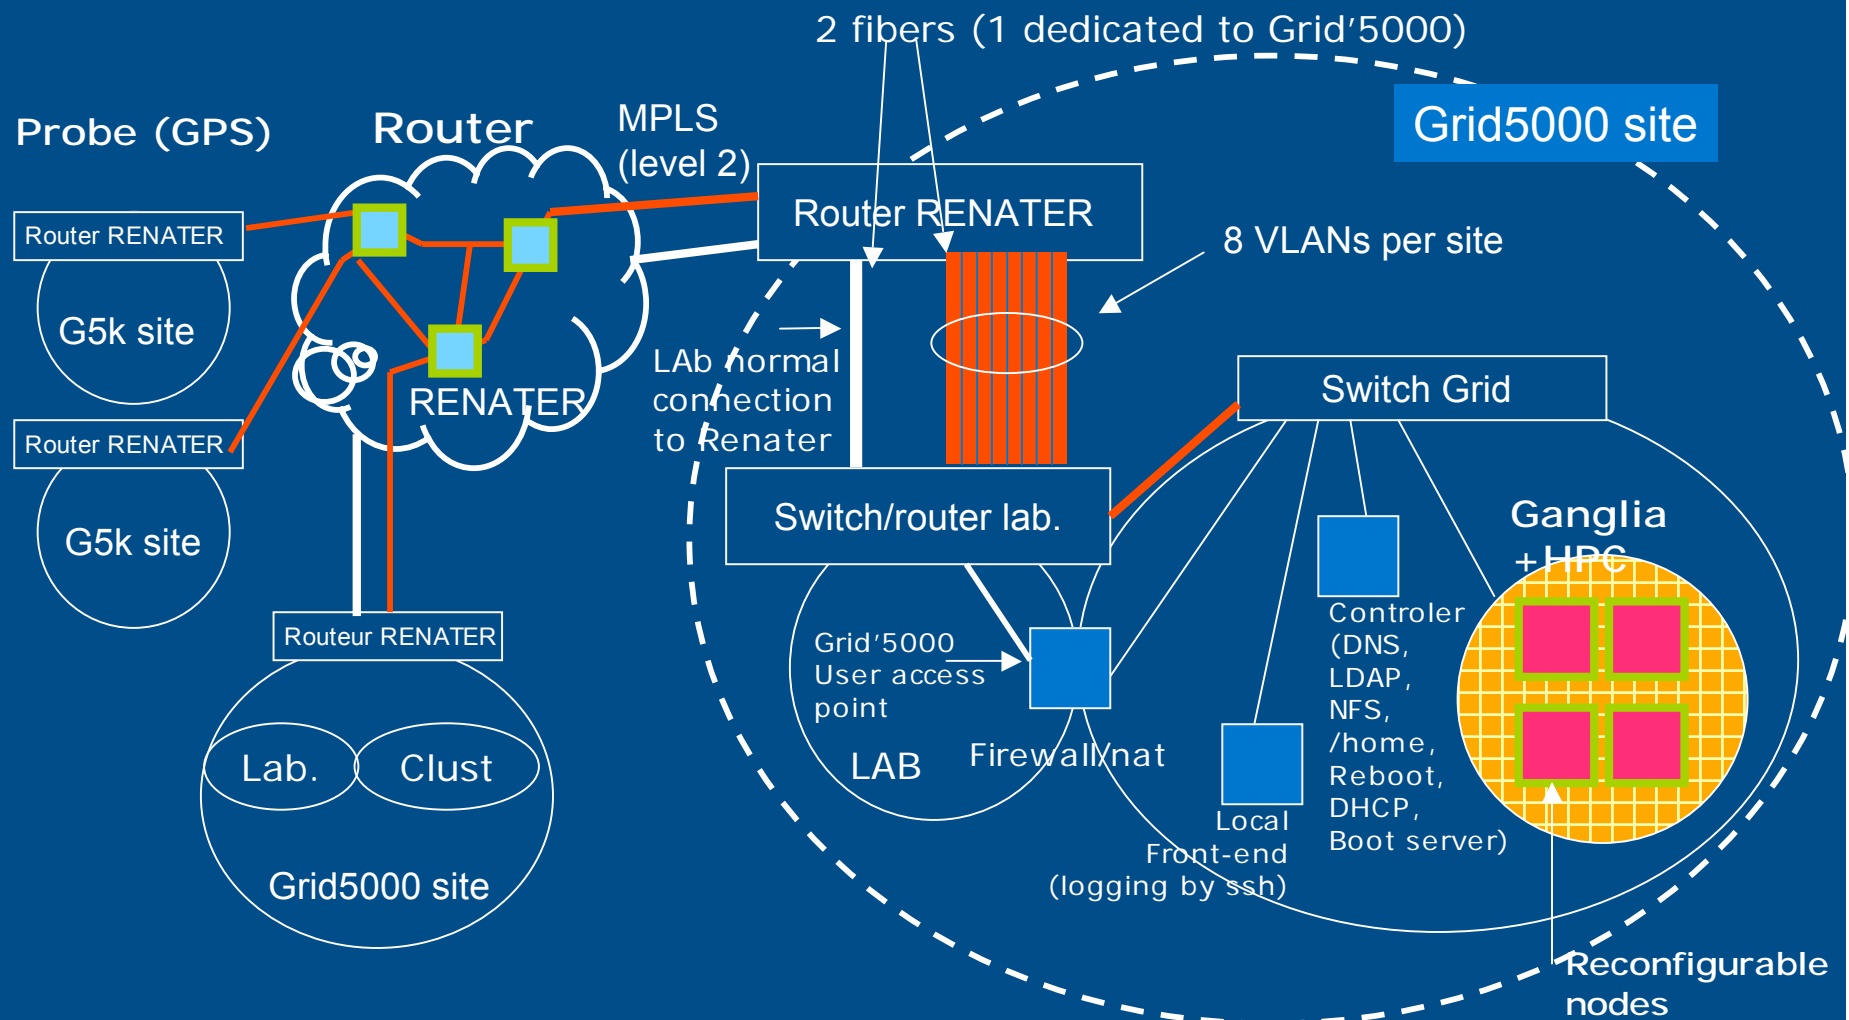 2 fibers (1 dedicated to Grid'5000)
Grid5000 site
Probe (GPS)
Router
MPLS
(level 2)
Router RENATER
Router RENATER
8 VLANs per site
G5k site
RENATER
LAb normal
connection
to Renater
Switch Grid
Router RENATER
G5k site
Switch/router lab.
Ganglia
+HPC
Routeur RENATER
Grid'5000
User access
point
LAB
Firewall/nat
Controler
(DNS,
LDAP,
NFS,
/home,
Reboot,
DHCP,
Boot server)
Lab.
Clust
Grid5000 site
Local
Front-end
(logging by ssh)
Reconfigurable
nodes